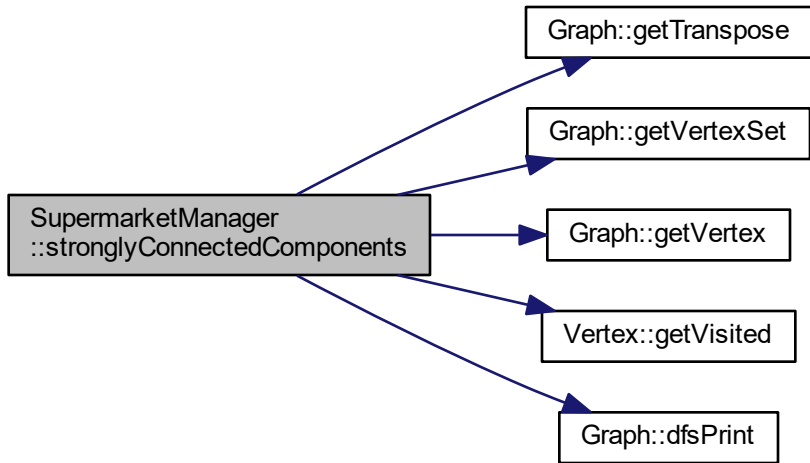 Graph::getTranspose
Graph::getVertexSet
SupermarketManager
::stronglyConnectedComponents
Graph::getVertex
Vertex::getVisited
Graph::dfsPrint